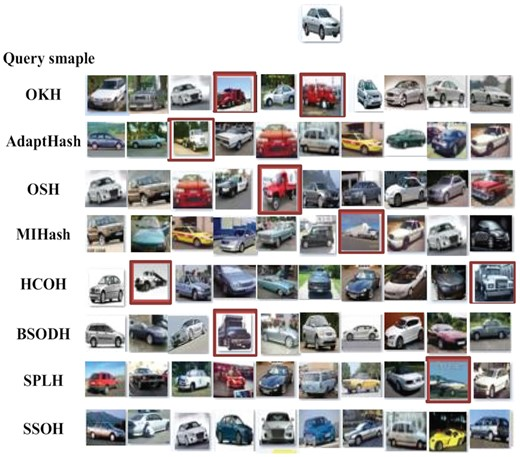 Query smaple
OKH
AdaptHash
OSH
MIHash
HCOH
BSODH
SPLH
SSOH